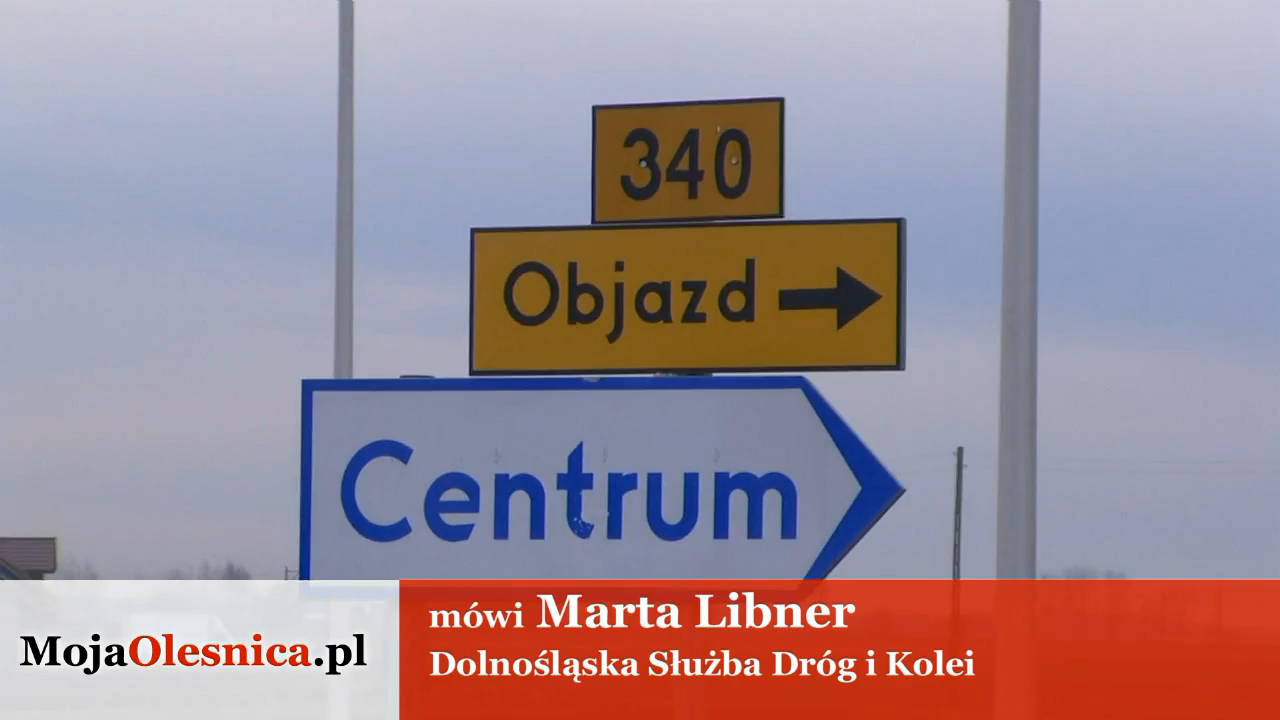 340
Objazd
Centrum
mówi Marta Libner
Dolnośląska Służba Dróg i Kolei
MojaOlesnica.pl